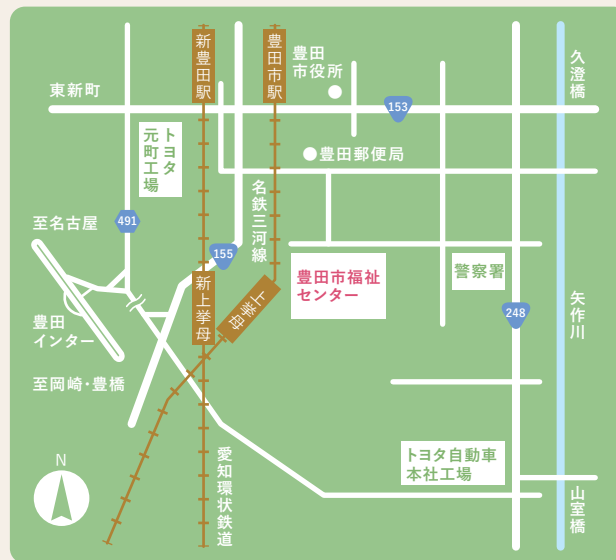 新豊田駅
豊田市駅
豊田
市役所
久澄橋
東新町
153
トヨタ
元町工場
豊田郵便局
名鉄三河線
至名古屋
491
155
新上挙母
上挙母
豊田市福祉
センター
警察署
248
矢作川
豊田
インター
至岡崎・豊橋
トヨタ自動車
本社工場
愛知環状鉄道
山室橋
N